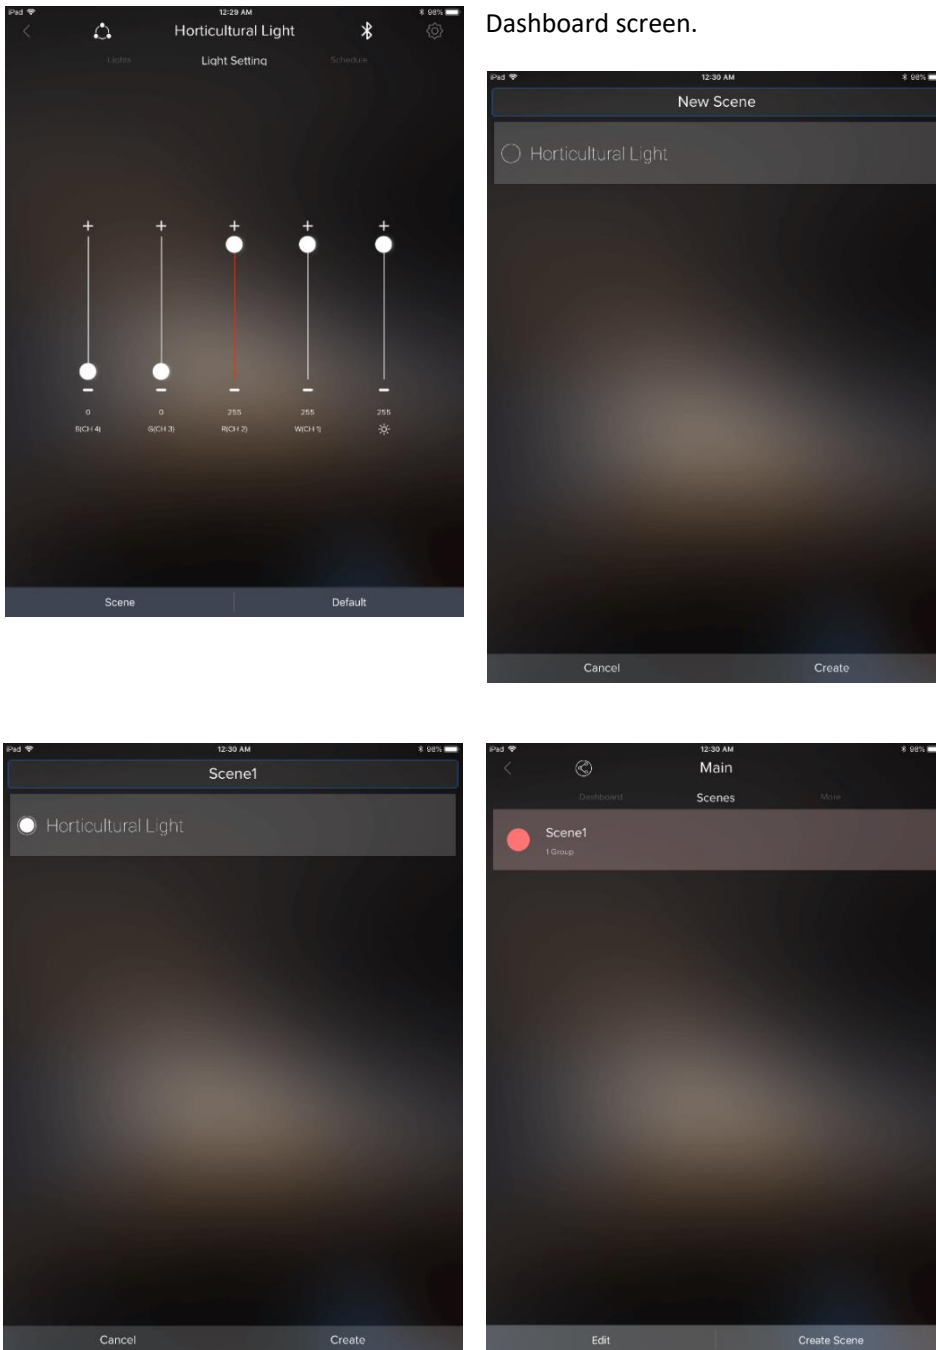 iPad 12:29 AM 98%
Horticultural Light
Lights Light Setting Schedule
+ + + + +
- - - - -
0 0 255 255 255
B(CH 4) G(CH 3) R(CH 2) W(CH 1)
Scene Default
Dashboard screen.
iPad 12:30 AM 98%
New Scene
Horticultural Light
Cancel Create
iPad 12:30 AM 98%
Scene1
Horticultural Light
Cancel Create
iPad 12:30 AM 98%
Main
Dashboard Scenes More
Scene1
1 Group
Edit Create Scene